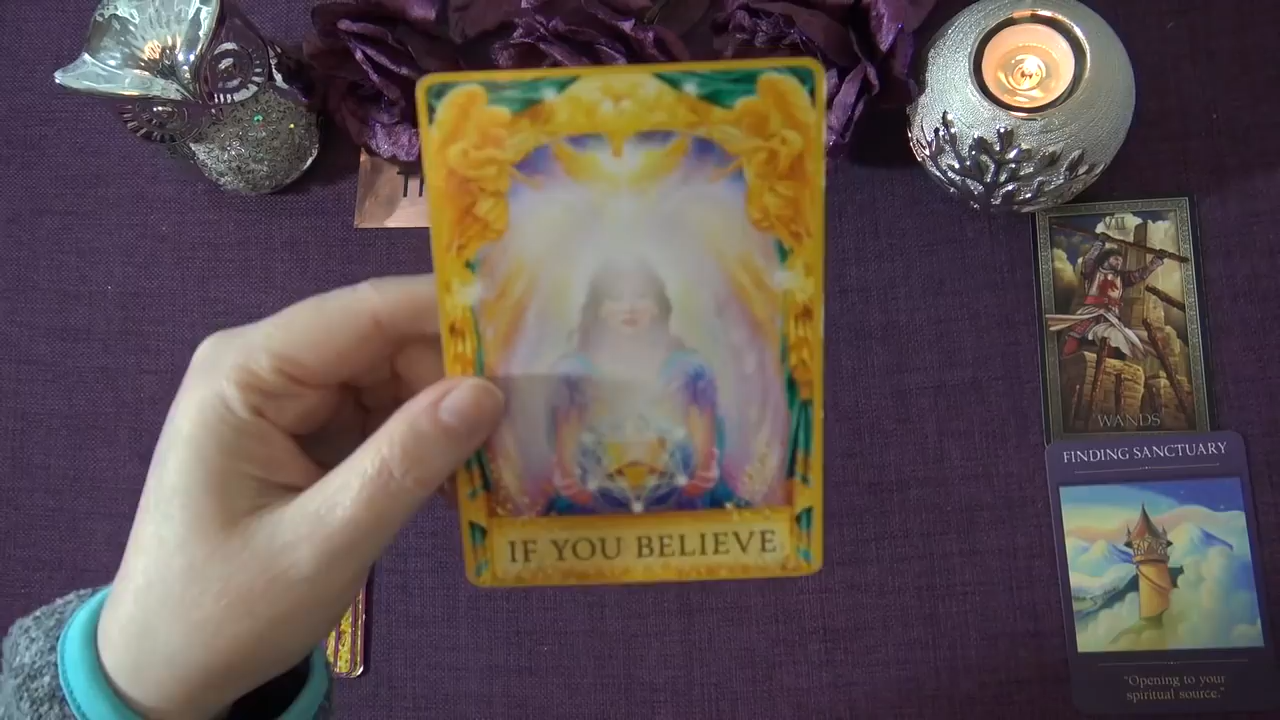 IF YOU BELIEVE
VII
WANDS
FINDING SANCTUARY
"Opening to your
spiritual source."